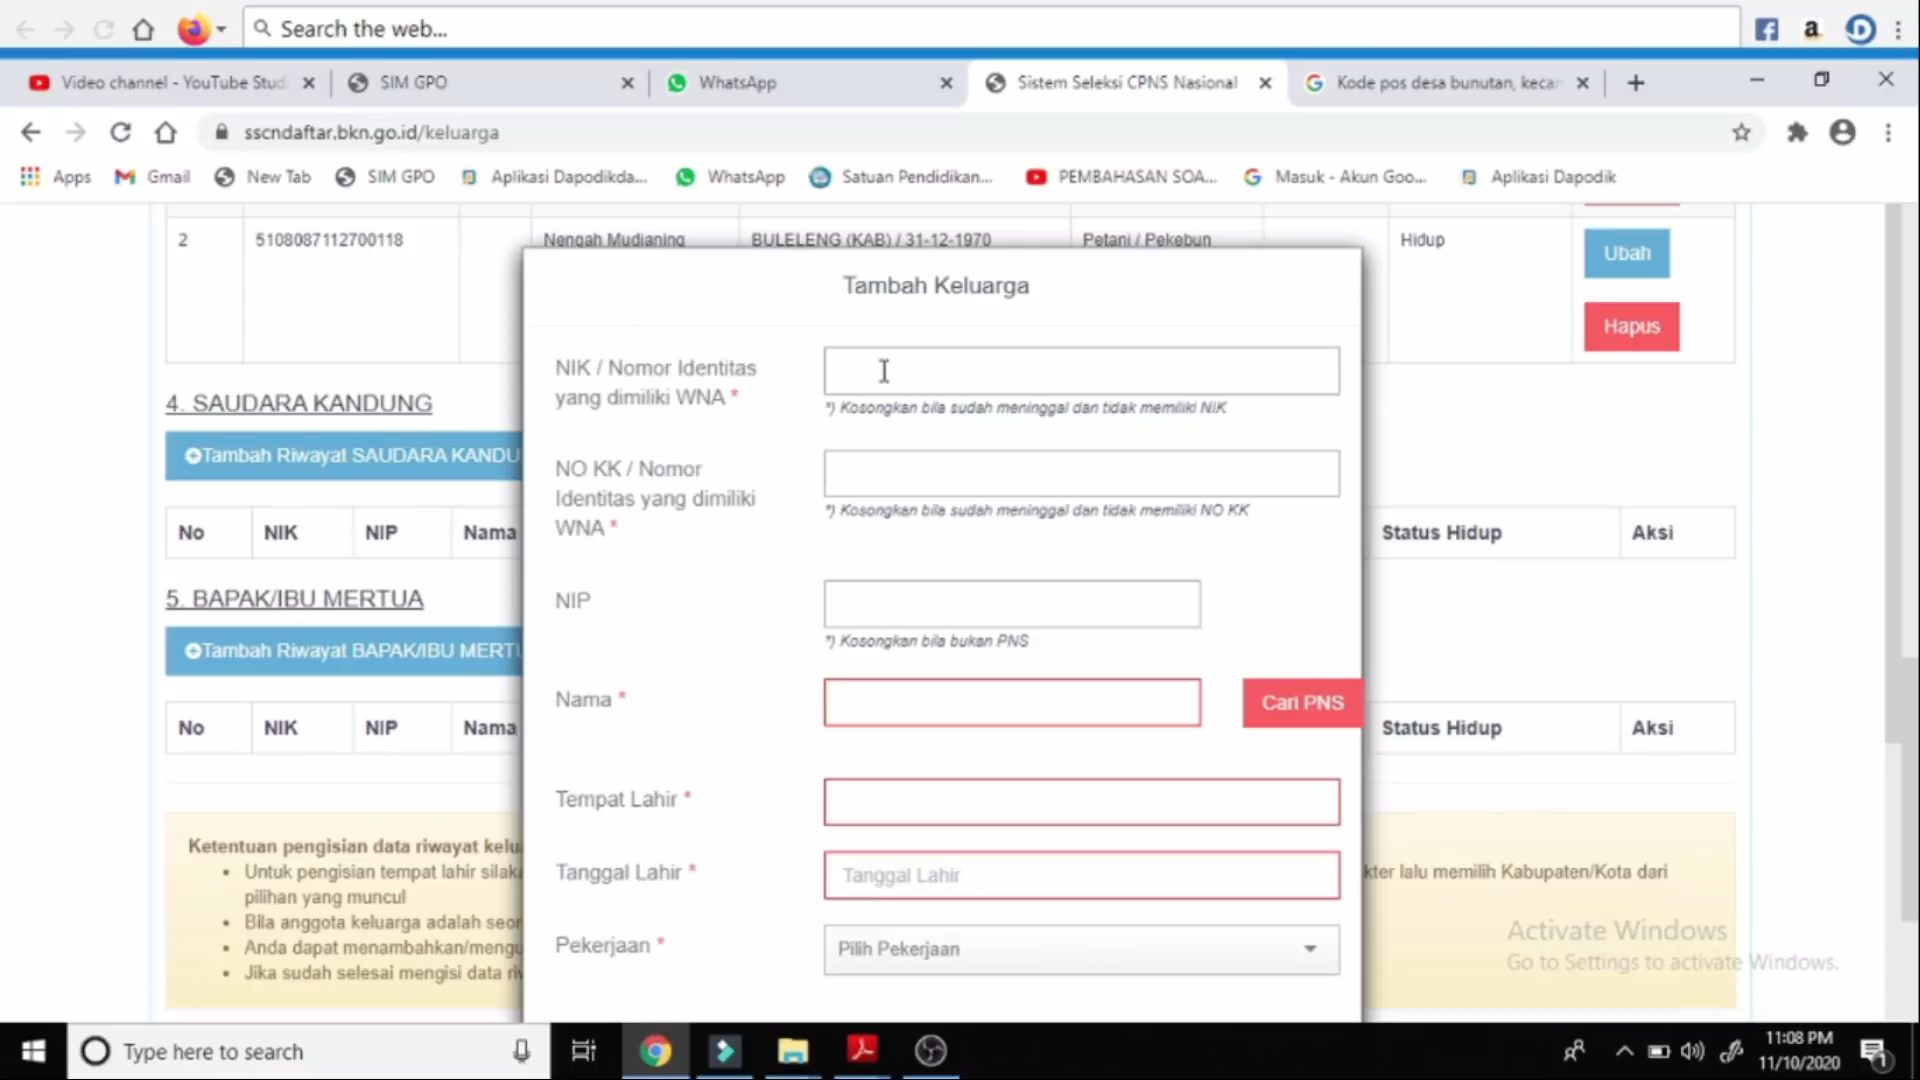 Search the web...
Video channel - YouTube Studi
SIM GPO
WhatsApp
Sistem Seleksi CPNS Nasional
Kode pos desa bunutan, kecan
sscndaftar.bkn.go.id/keluarga
Apps
Gmail
New Tab
SIM GPO
Aplikasi Dapodikda...
WhatsApp
Satuan Pendidikan...
PEMBAHASAN SOA...
Masuk - Akun Goo...
Aplikasi Dapodik
2
5108087112700118
Nengah Mudianing
BULELENG (KAB) / 31-12-1970
Petani / Pekebun
Hidup
Ubah
Hapus
Tambah Keluarga
NIK / Nomor Identitas
yang dimiliki WNA *
*) Kosongkan bila sudah meninggal dan tidak memiliki NIK
NO KK / Nomor
Identitas yang dimiliki
WNA *
*) Kosongkan bila sudah meninggal dan tidak memiliki NO KK
NIP
*) Kosongkan bila bukan PNS
Nama *
Cari PNS
Tempat Lahir *
Tanggal Lahir *
Tanggal Lahir
Pekerjaan *
Pilih Pekerjaan
4. SAUDARA KANDUNG
Tambah Riwayat SAUDARA KANDU
No NIK NIP Nama Status Hidup Aksi
5. BAPAK/IBU MERTUA
Tambah Riwayat BAPAK/IBU MERTU
No NIK NIP Nama Status Hidup Aksi
Ketentuan pengisian data riwayat kelu
• Untuk pengisian tempat lahir silaka kter lalu memilih Kabupaten/Kota dari
pilihan yang muncul
• Bila anggota keluarga adalah seor
• Anda dapat menambahkan/mengu
• Jika sudah selesai mengisi data ri
Activate Windows
Go to Settings to activate Windows.
Type here to search
11:08 PM
11/10/2020
1